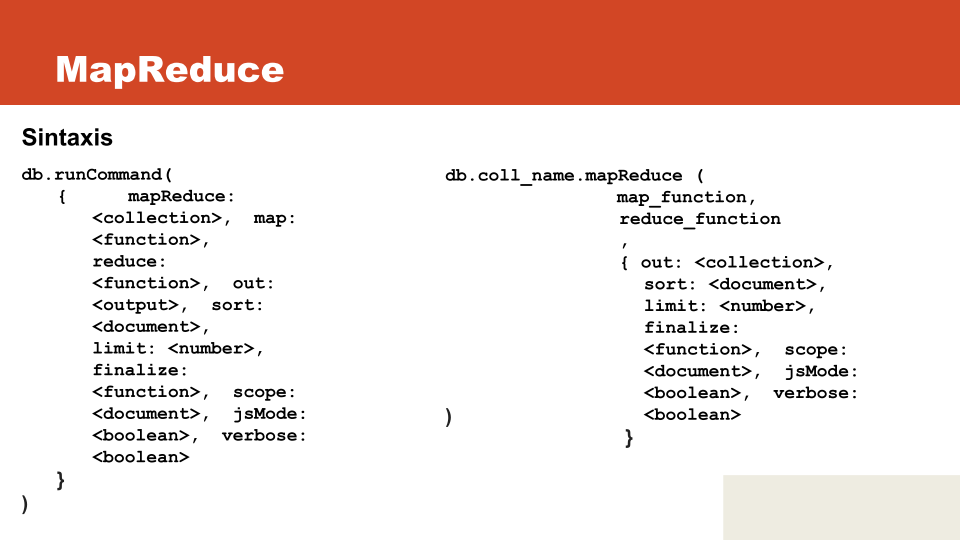 MapReduce
Sintaxis
db.runCommand(
{ mapReduce:
<collection>, map:
<function>,
reduce:
<function>, out:
<output>, sort:
<document>,
limit: <number>,
finalize:
<function>, scope:
<document>, jsMode:
<boolean>, verbose:
<boolean>
}
)
db.coll_name.mapReduce (
map_function,
reduce_function
,
{ out: <collection>,
sort: <document>,
limit: <number>,
finalize:
<function>, scope:
<document>, jsMode:
<boolean>, verbose:
<boolean>
}
)